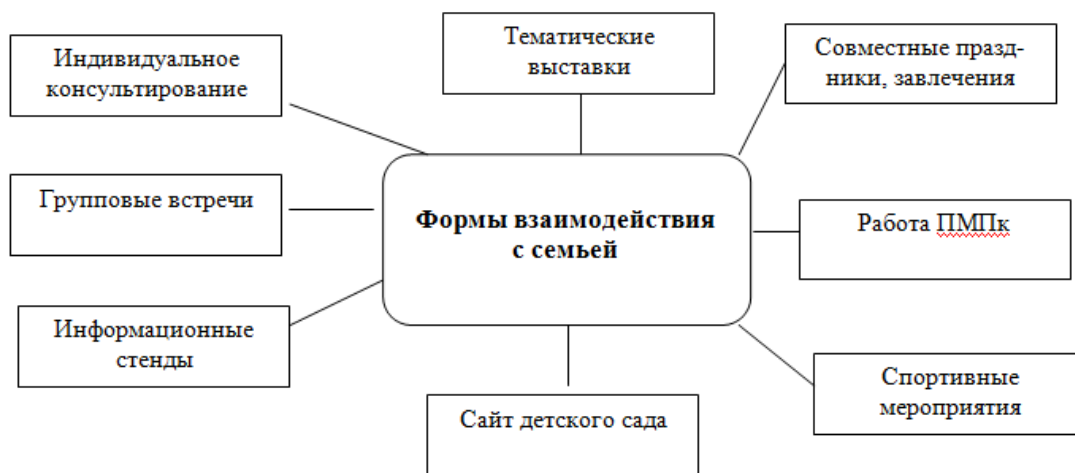 Индивидуальное
консультирование
Тематические
выставки
Совместные празд-
ники, завлечения
Групповые встречи
Формы взаимодействия
с семьей
Работа ПМПк
Информационные
стенды
Сайт детского сада
Спортивные
мероприятия